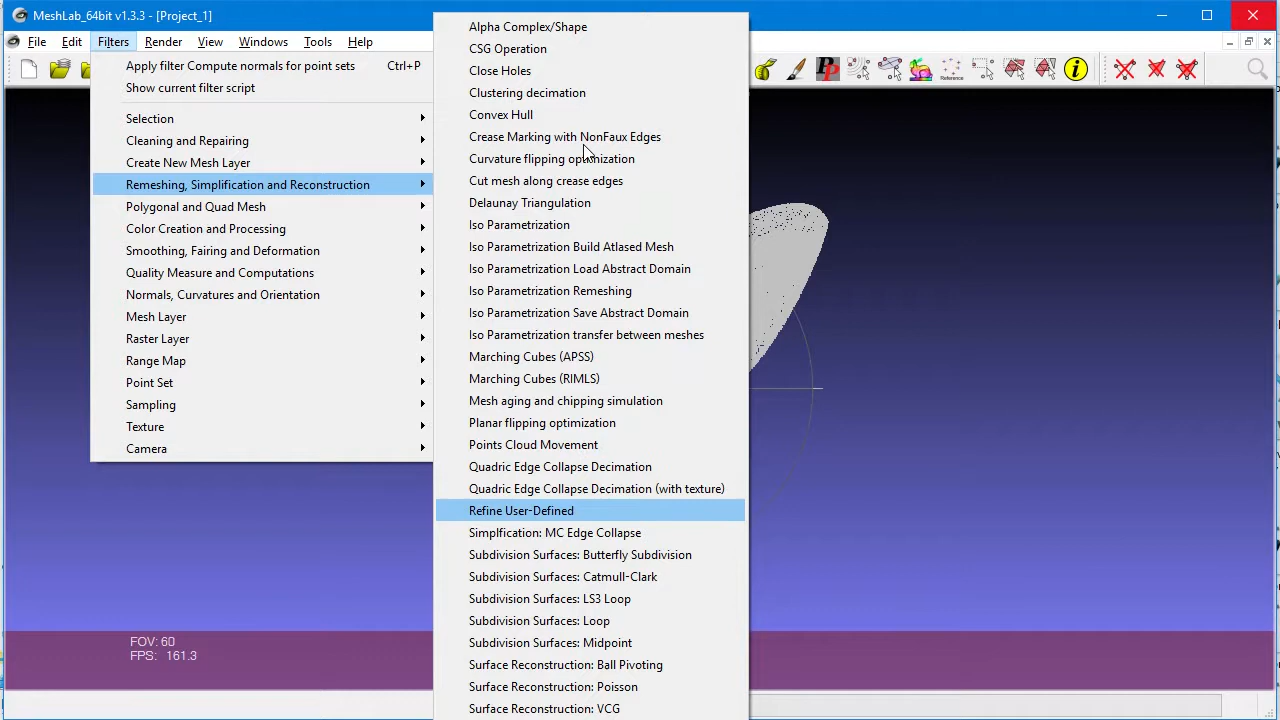 MeshLab_64bit v1.3.3 - [Project_1]
File Edit Filters Render View Windows Tools Help
Apply filter Compute normals for point sets Ctrl+P
Show current filter script
Selection
Cleaning and Repairing
Create New Mesh Layer
Remeshing, Simplification and Reconstruction
Polygonal and Quad Mesh
Color Creation and Processing
Smoothing, Fairing and Deformation
Quality Measure and Computations
Normals, Curvatures and Orientation
Mesh Layer
Raster Layer
Range Map
Point Set
Sampling
Texture
Camera
Alpha Complex/Shape
CSG Operation
Close Holes
Clustering decimation
Convex Hull
Crease Marking with NonFaux Edges
Curvature flipping optimization
Cut mesh along crease edges
Delaunay Triangulation
Iso Parametrization
Iso Parametrization Build Atlased Mesh
Iso Parametrization Load Abstract Domain
Iso Parametrization Remeshing
Iso Parametrization Save Abstract Domain
Iso Parametrization transfer between meshes
Marching Cubes (APSS)
Marching Cubes (RIMLS)
Mesh aging and chipping simulation
Planar flipping optimization
Points Cloud Movement
Quadric Edge Collapse Decimation
Quadric Edge Collapse Decimation (with texture)
Refine User-Defined
Simplfication: MC Edge Collapse
Subdivision Surfaces: Butterfly Subdivision
Subdivision Surfaces: Catmull-Clark
Subdivision Surfaces: LS3 Loop
Subdivision Surfaces: Loop
Subdivision Surfaces: Midpoint
Surface Reconstruction: Ball Pivoting
Surface Reconstruction: Poisson
Surface Reconstruction: VCG
PP
Reference
FOV: 60
FPS: 161.3